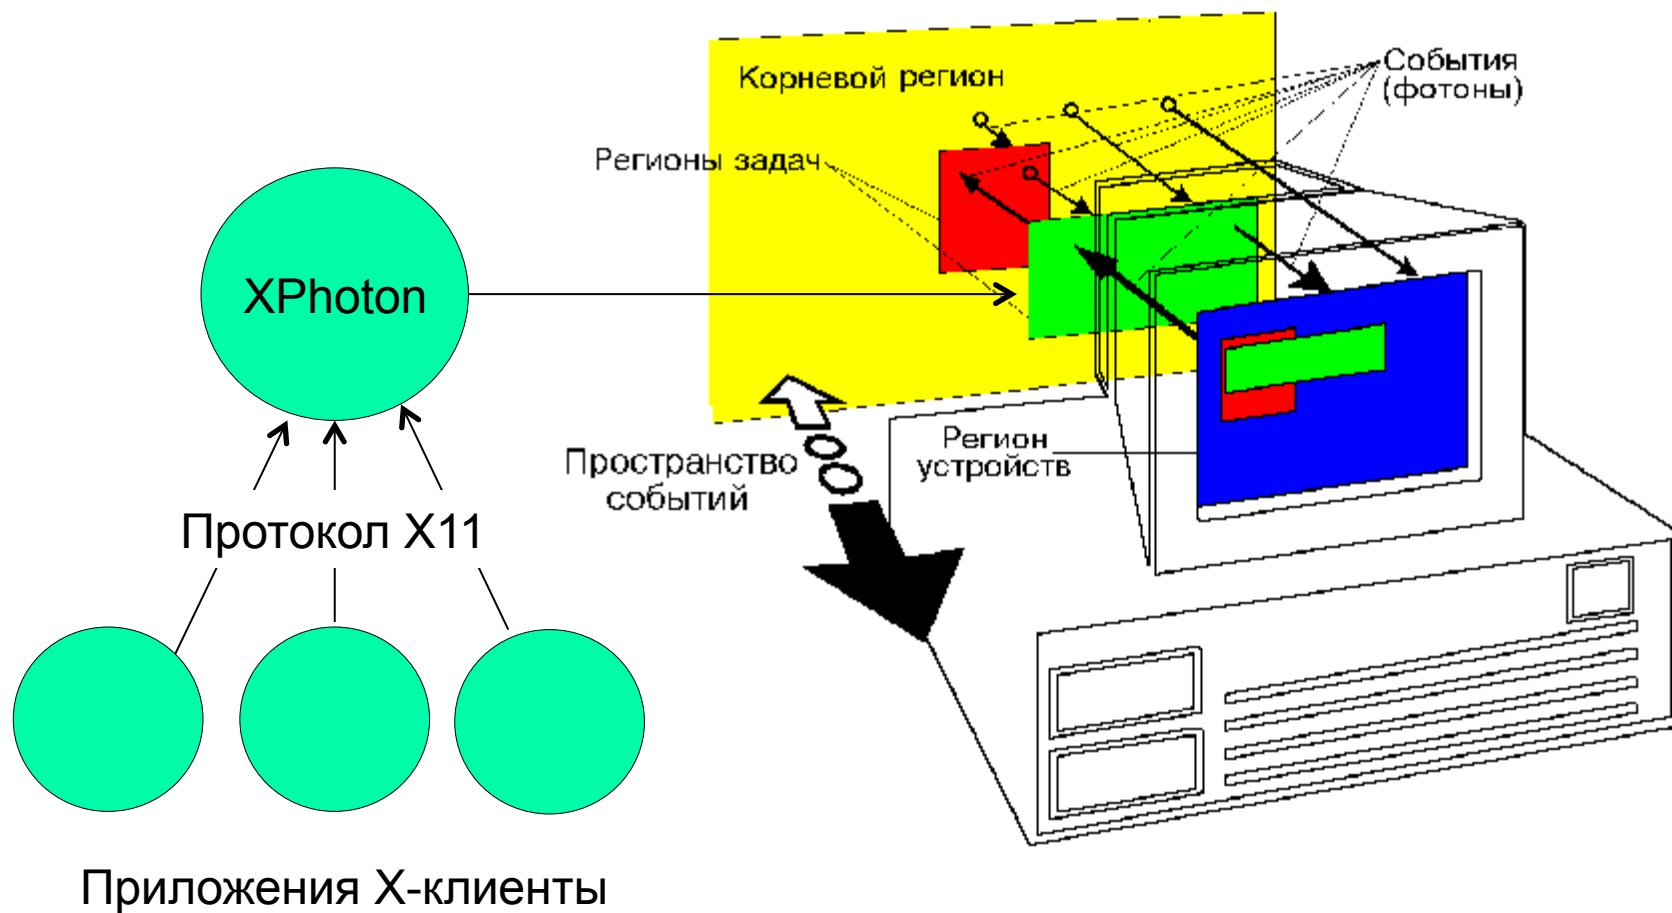 Корневой регион
События
(фотоны)
Регионы задач
XPhoton
Регион
устройств
Пространство
событий
Протокол X11
Приложения X-клиенты